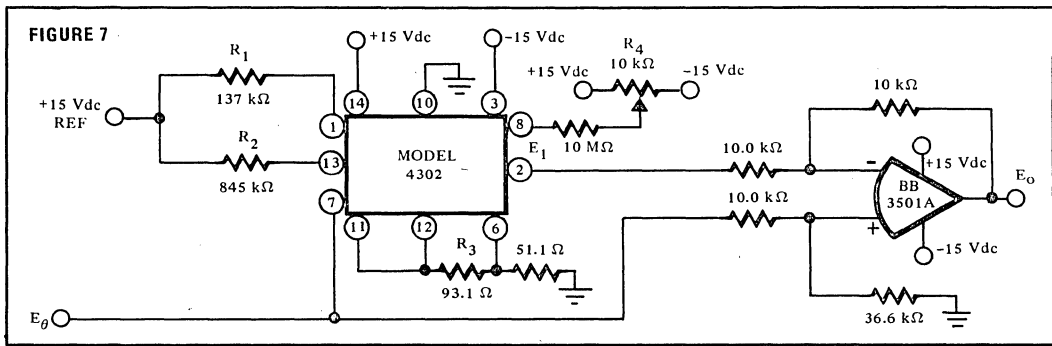 FIGURE 7
R1
137 kΩ
+15 Vdc
REF
R2
845 kΩ
+15 Vdc
-15 Vdc
R4
10 kΩ
+15 Vdc
-15 Vdc
14
10
3
1
8
13
2
7
11
12
6
MODEL
4302
10 MΩ
E1
R3
93.1 Ω
51.1 Ω
Eθ
10.0 kΩ
10.0 kΩ
10 kΩ
-
+15 Vdc
BB
3501A
+
-15 Vdc
Eo
36.6 kΩ